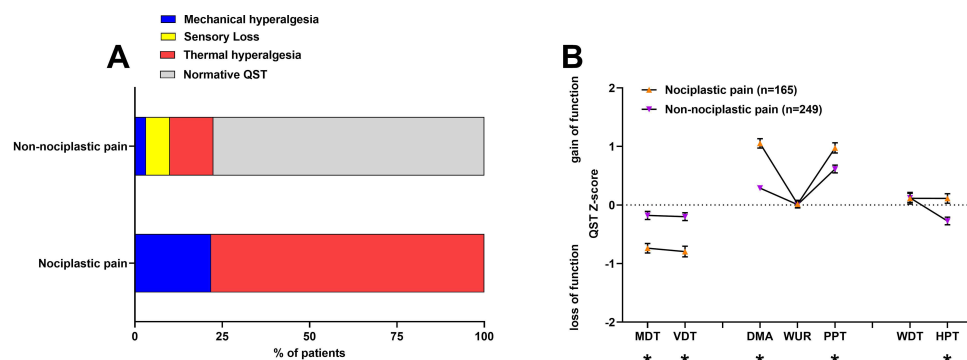 A
Mechanical hyperalgesia
Sensory Loss
Thermal hyperalgesia
Normative QST
Non-nociplastic pain
Nociplastic pain
0 25 50 75 100
% of patients
B
Nociplastic pain (n=165)
Non-nociplastic pain (n=249)
gain of function
QST Z-score
loss of function
2
1
0
-1
-2
MDT VDT DMA WUR PPT WDT HPT
* * * * *